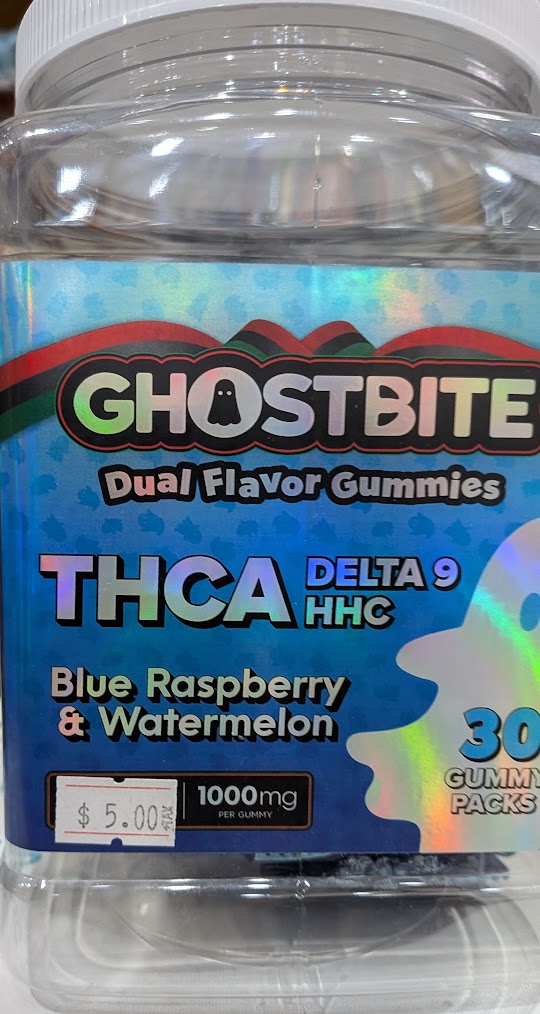 GHOSTBITE
Dual Flavor Gummies
THCA DELTA 9
HHC
Blue Raspberry
& Watermelon
30
GUMMY
PACKS
$ 5.00 +TAX
1000mg
PER GUMMY